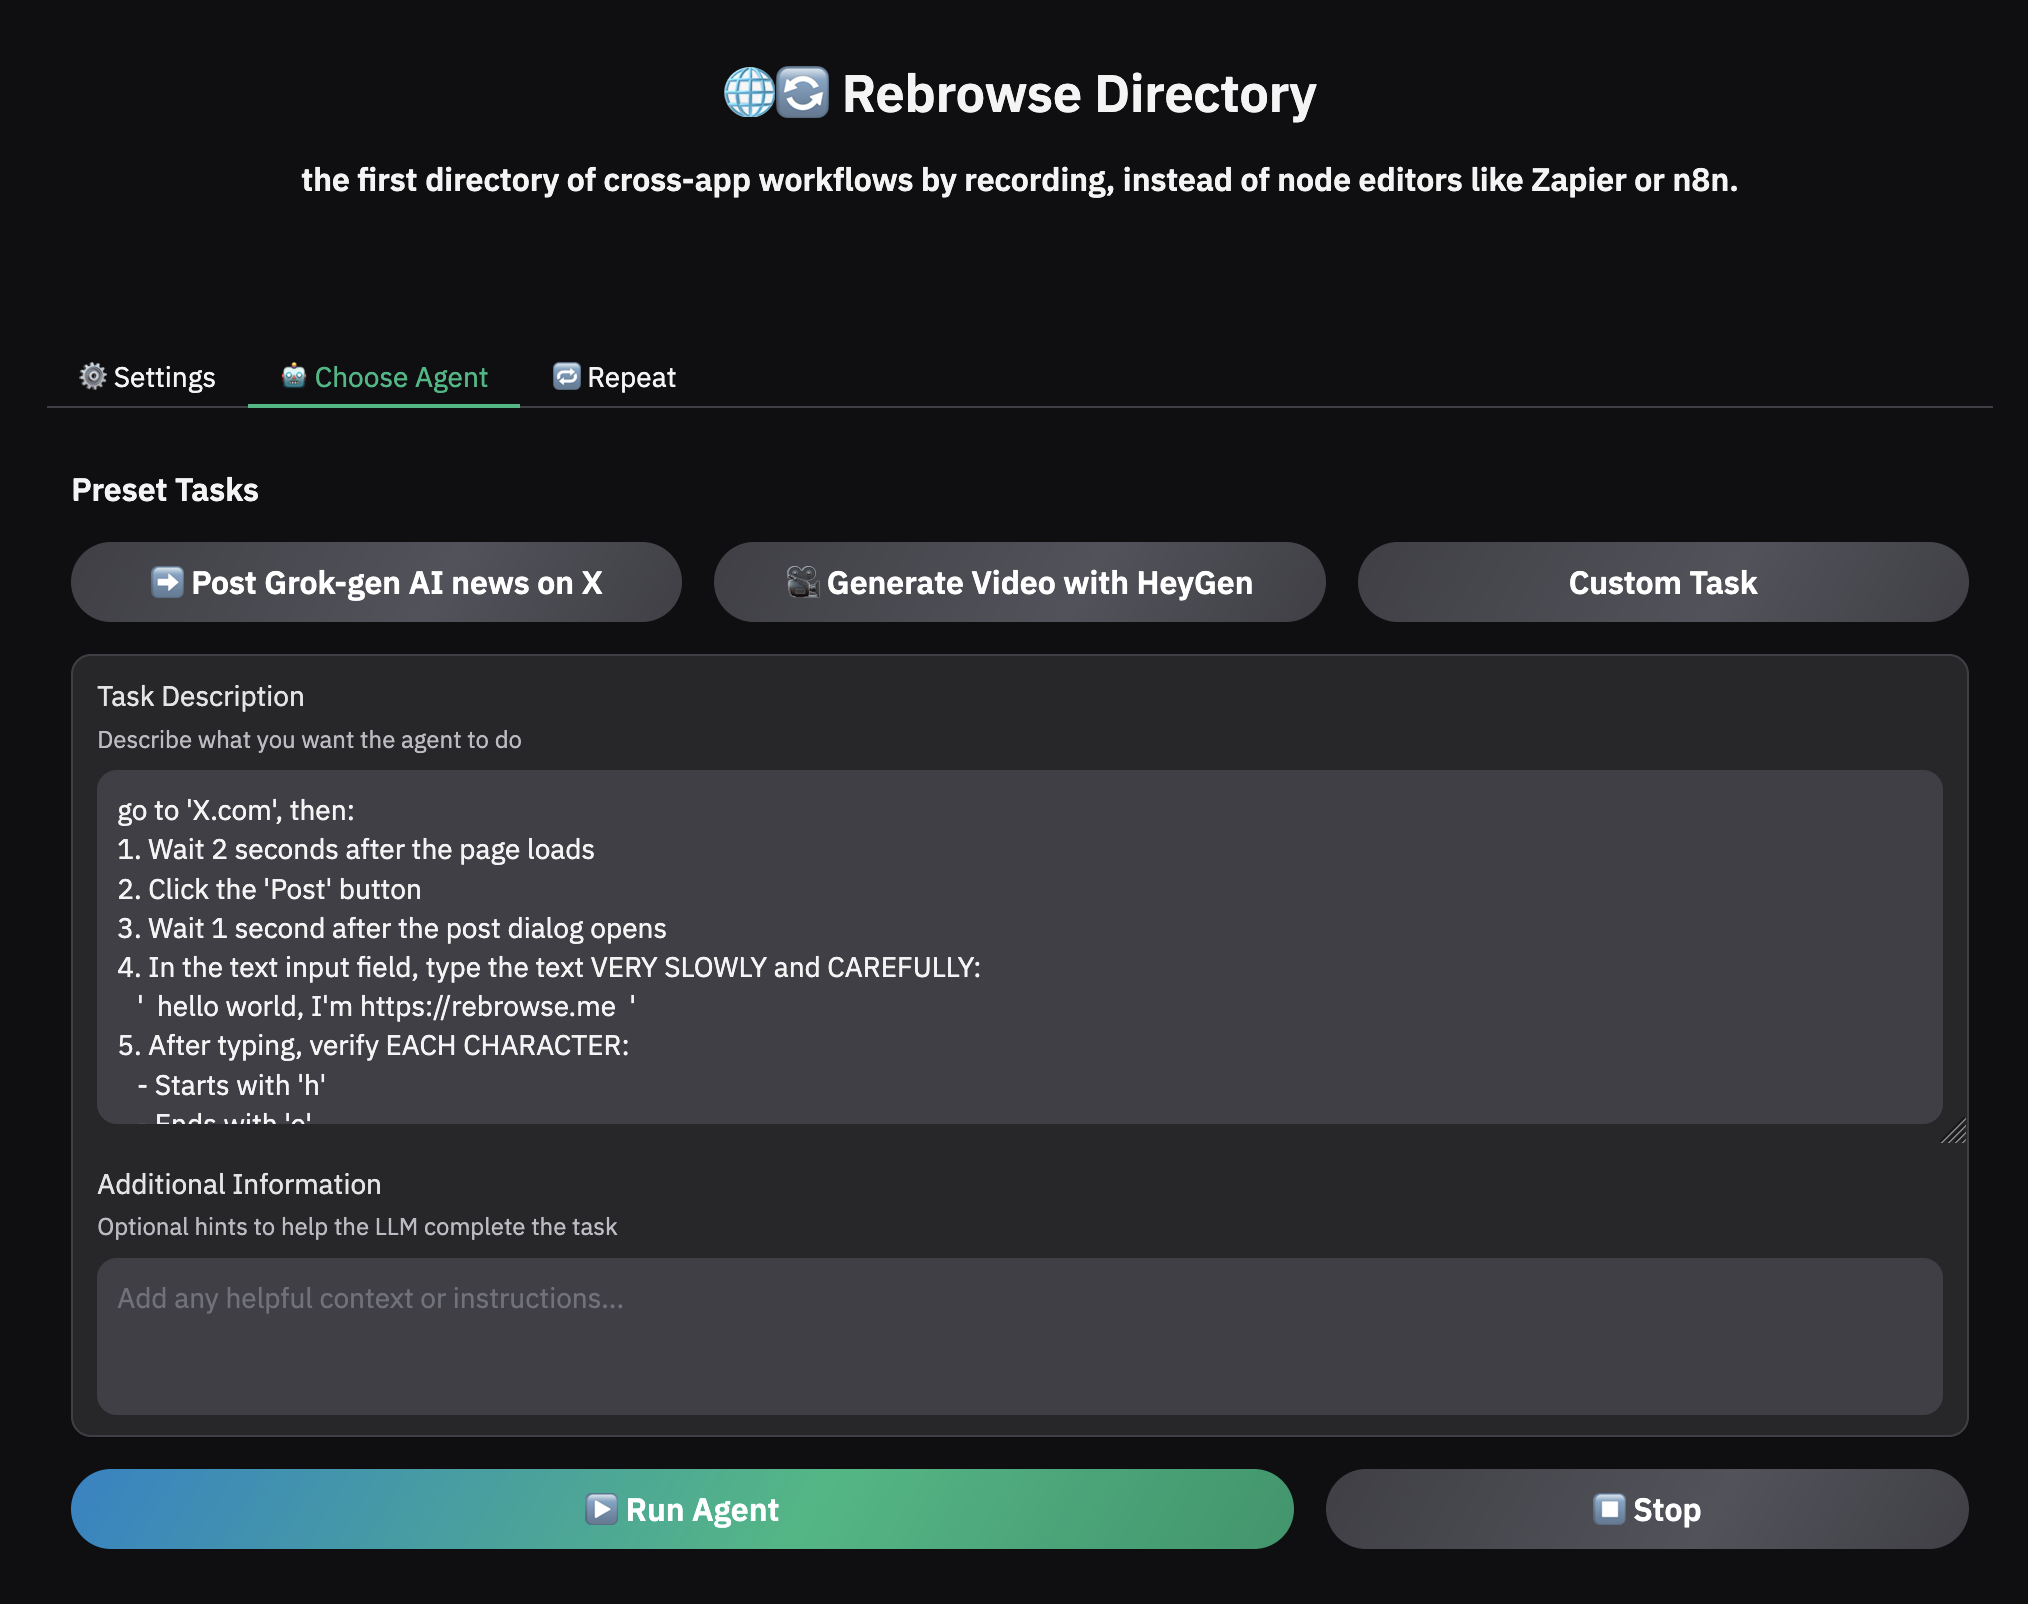 Rebrowse Directory
the first directory of cross-app workflows by recording, instead of node editors like Zapier or n8n.
Settings
Choose Agent
Repeat
Preset Tasks
Post Grok-gen AI news on X
Generate Video with HeyGen
Custom Task
Task Description
Describe what you want the agent to do
go to 'X.com', then:
1. Wait 2 seconds after the page loads
2. Click the 'Post' button
3. Wait 1 second after the post dialog opens
4. In the text input field, type the text VERY SLOWLY and CAREFULLY:
'  hello world, I'm https://rebrowse.me  '
5. After typing, verify EACH CHARACTER:
- Starts with 'h'
- Ends with 'e'
Additional Information
Optional hints to help the LLM complete the task
Add any helpful context or instructions...
Run Agent
Stop